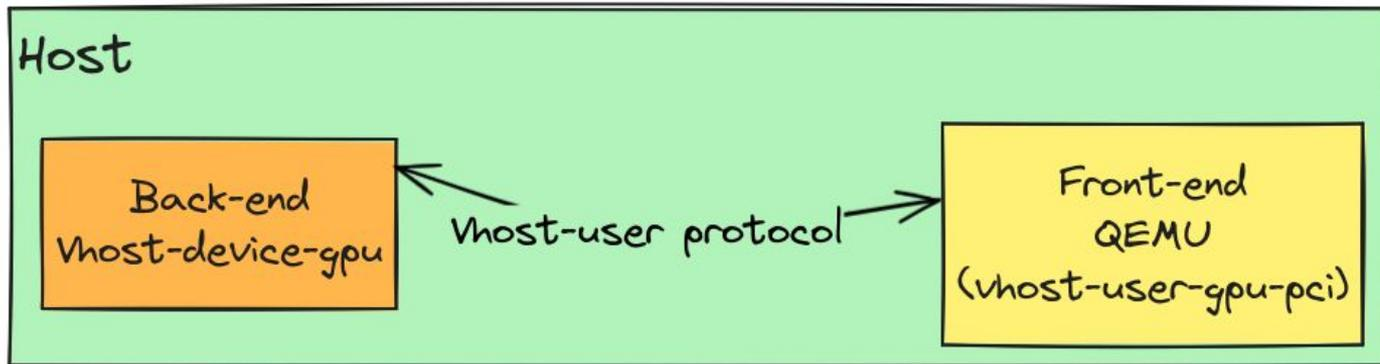 Host
Back-end
Vhost-device-gpu
Vhost-user protocol
Front-end
QEMU
(vhost-user-gpu-pci)